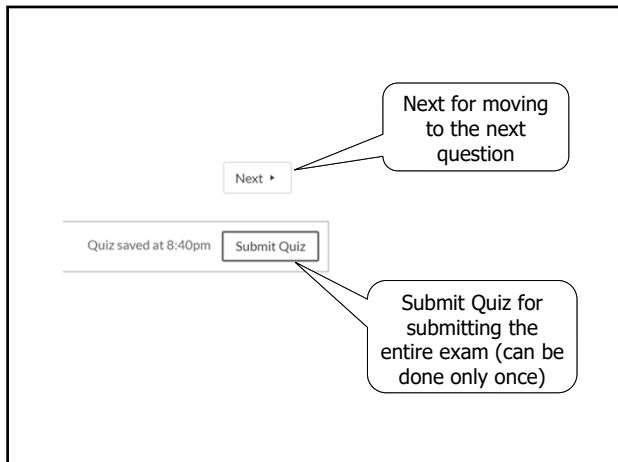 Next for moving
to the next
question
Next ▸
Quiz saved at 8:40pm Submit Quiz
Submit Quiz for
submitting the
entire exam (can be
done only once)